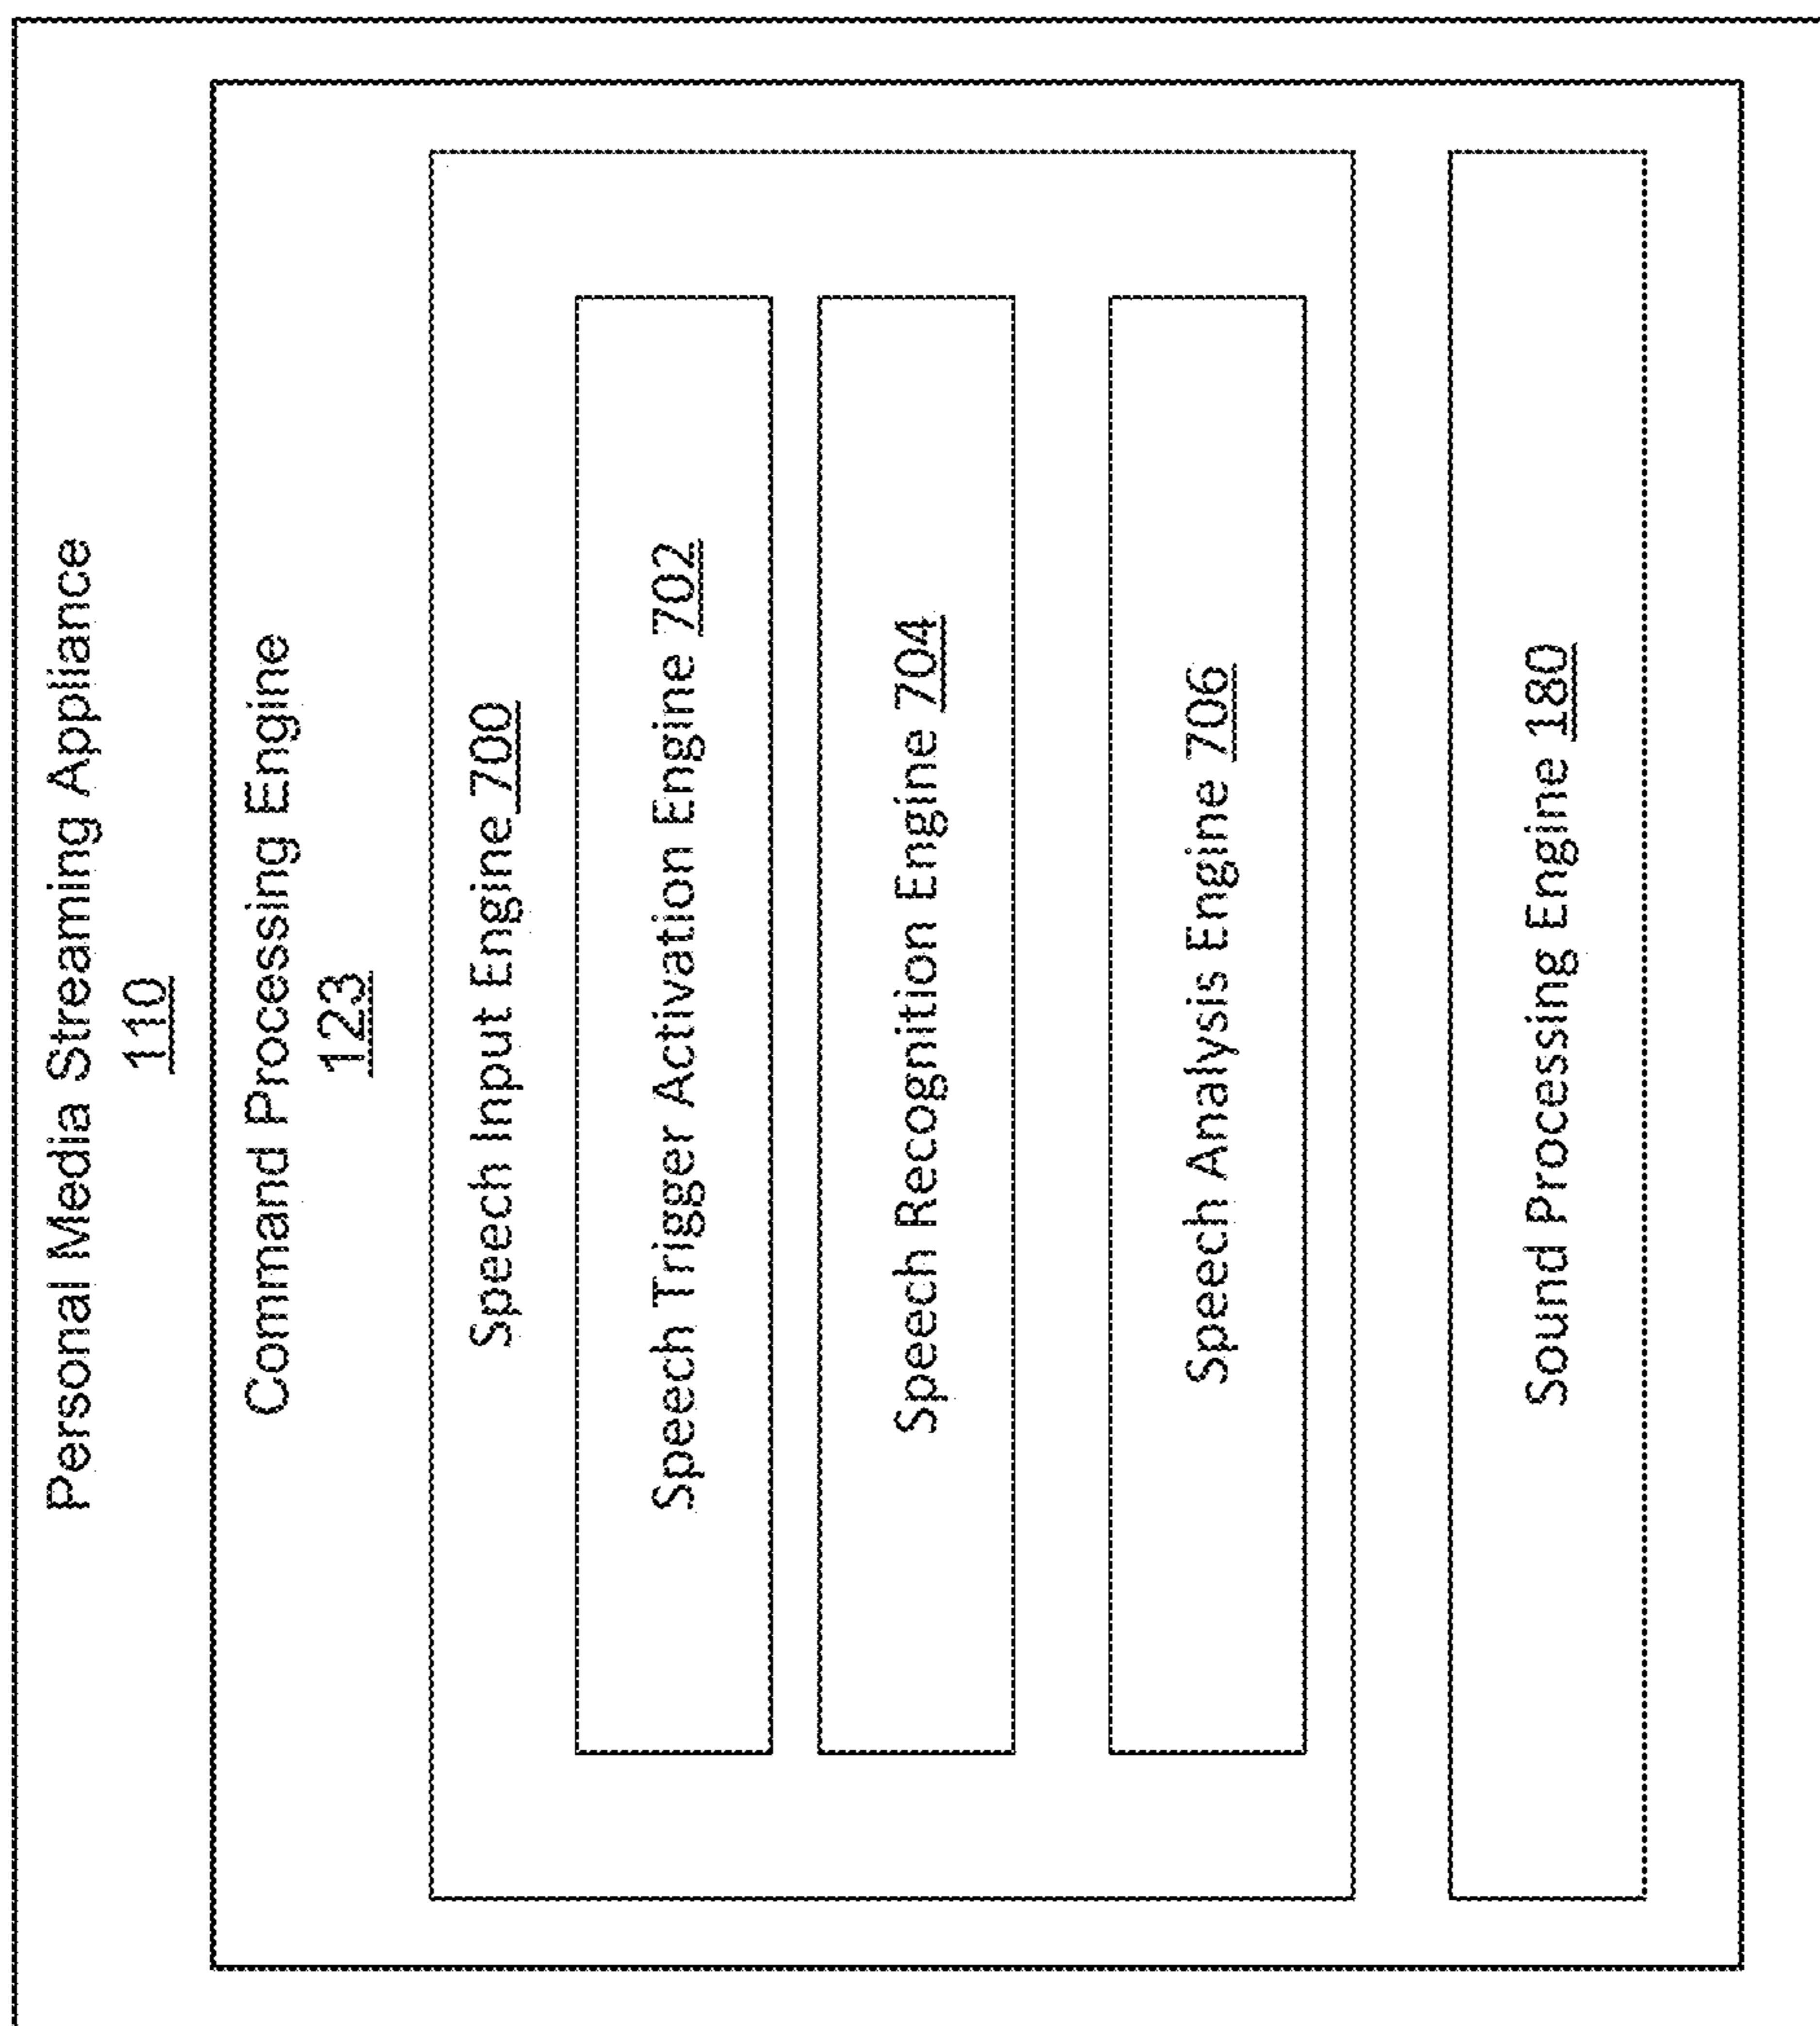 Personal Media Streaming Appliance
110
Command Processing Engine
123
Speech Input Engine 700
Speech Trigger Activation Engine 702
Speech Recognition Engine 704
Speech Analysis Engine 706
Sound Processing Engine 180